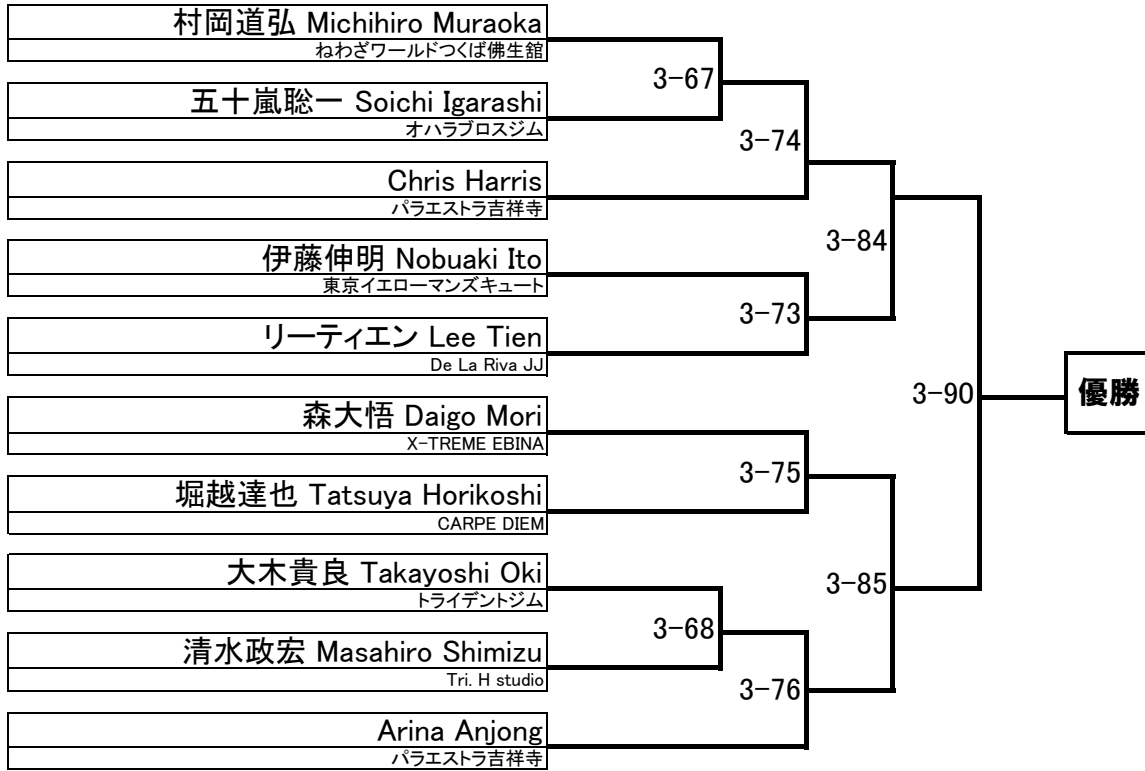 村岡道弘 Michihiro Muraoka
ねわざワールドつくば佛生舘
五十嵐聡一 Soichi Igarashi
オハラブロスジム
Chris Harris
パラエストラ吉祥寺
伊藤伸明 Nobuaki Ito
東京イエローマンズキュート
リーティエン Lee Tien
De La Riva JJ
森大悟 Daigo Mori
X-TREME EBINA
堀越達也 Tatsuya Horikoshi
CARPE DIEM
大木貴良 Takayoshi Oki
トライデントジム
清水政宏 Masahiro Shimizu
Tri. H studio
Arina Anjong
パラエストラ吉祥寺
3-67
3-68
3-74
3-73
3-75
3-76
3-84
3-85
3-90
優勝